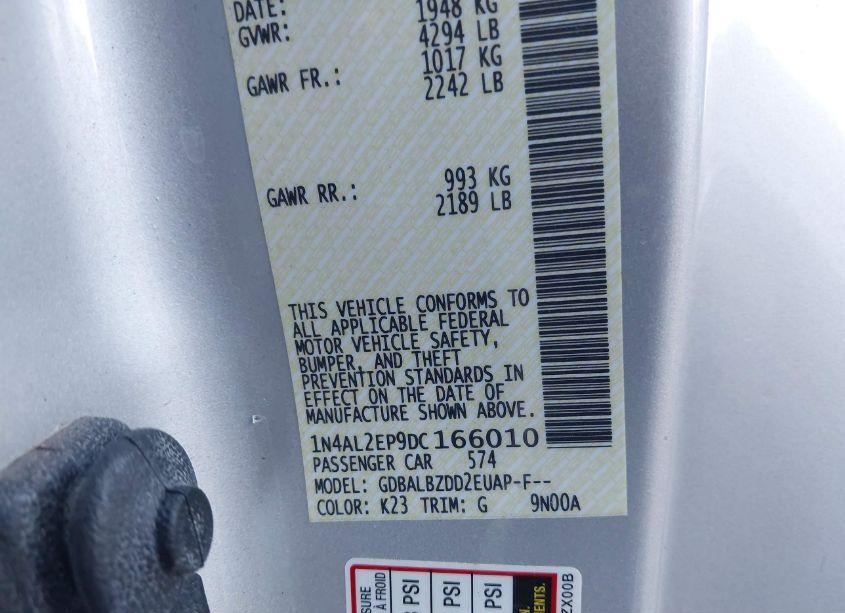 DATE: 1948 KG
GVWR: 4294 LB
1017 KG
GAWR FR.: 2242 LB
993 KG
GAWR RR.: 2189 LB
THIS VEHICLE CONFORMS TO
ALL APPLICABLE FEDERAL
MOTOR VEHICLE SAFETY,
BUMPER, AND THEFT
PREVENTION STANDARDS IN
EFFECT ON THE DATE OF
MANUFACTURE SHOWN ABOVE.
1N4AL2EP9DC166010
PASSENGER CAR 574
MODEL: GDBALBZDD2EUAP-F--
COLOR: K23 TRIM: G 9N00A
À FROID
PSI
PSI
PSI
ZX00B